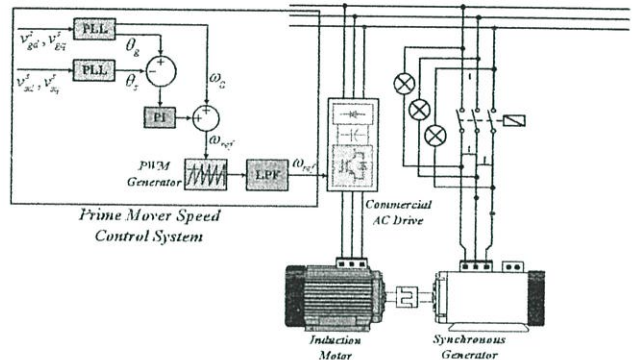 PLL
θg
ωG
PLL
θs
PI
ωref
PWM
Generator
LPF
ωref
Commercial
AC Drive
Prime Mover Speed
Control System
Induction
Motor
Synchronous
Generator